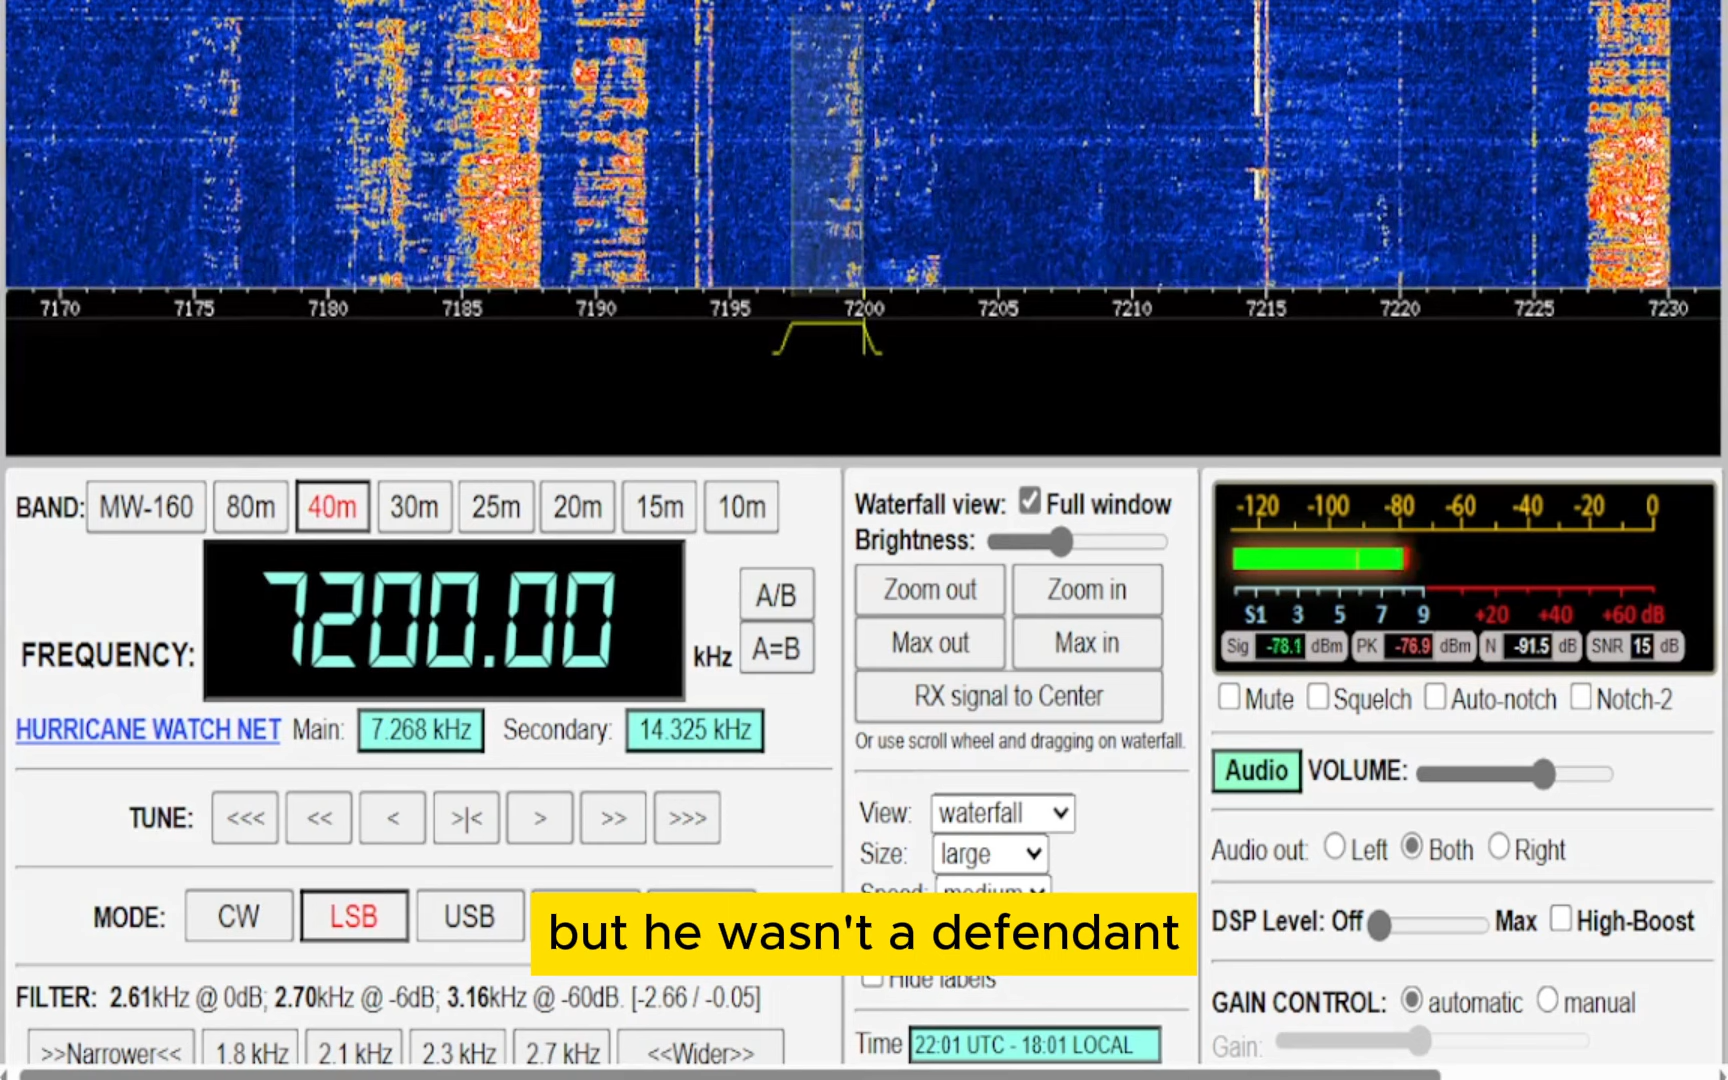 7170 7175 7180 7185 7190 7195 7200 7205 7210 7215 7220 7225 7230
BAND: MW-160 80m 40m 30m 25m 20m 15m 10m
FREQUENCY: 7200.00 kHz
A/B
A=B
HURRICANE WATCH NET Main: 7.268 kHz Secondary: 14.325 kHz
TUNE: <<< << < >|< > >> >>>
MODE: CW LSB USB
FILTER: 2.61kHz @ 0dB; 2.70kHz @ -6dB; 3.16kHz @ -60dB. [-2.66 / -0.05]
>>Narrower<< 1.8 kHz 2.1 kHz 2.3 kHz 2.7 kHz <<Wider>>
Waterfall view: Full window
Brightness:
Zoom out Zoom in
Max out Max in
RX signal to Center
Or use scroll wheel and dragging on waterfall.
View: waterfall
Size: large
Speed: medium
but he wasn't a defendant
Hide labels
Time 22:01 UTC - 18:01 LOCAL
-120 -100 -80 -60 -40 -20 0
S1 3 5 7 9 +20 +40 +60 dB
Sig -78.1 dBm PK -76.9 dBm N -91.5 dB SNR 15 dB
Mute Squelch Auto-notch Notch-2
Audio VOLUME:
Audio out: Left Both Right
DSP Level: Off Max High-Boost
GAIN CONTROL: automatic manual
Gain: